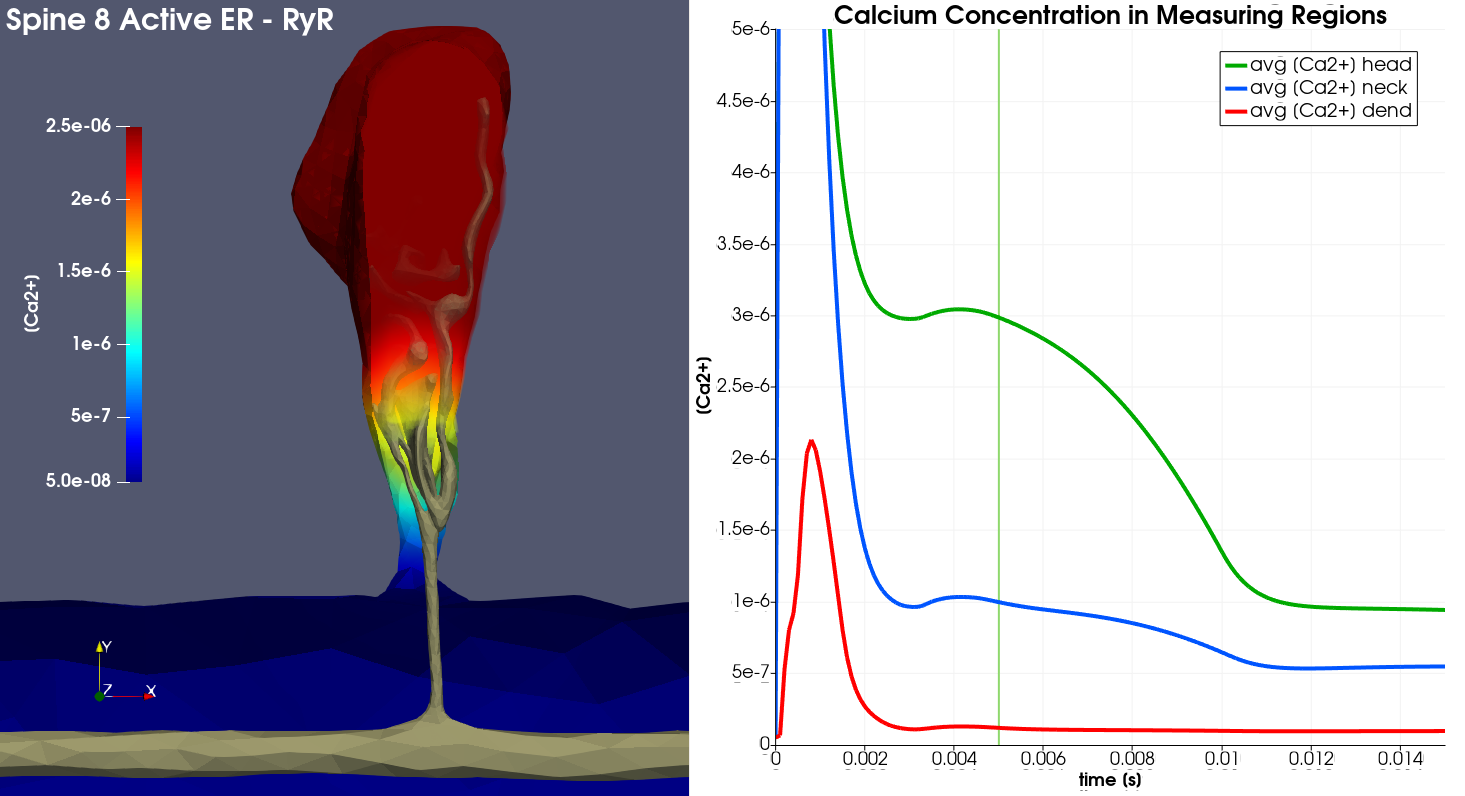 Spine 8 Active ER - RyR
2.5e-06
2e-6
1.5e-6
1e-6
5e-7
5.0e-08
(Ca2+)
Y
Z
X
Calcium Concentration in Measuring Regions
avg (Ca2+) head
avg (Ca2+) neck
avg (Ca2+) dend
5e-6
4.5e-6
4e-6
3.5e-6
3e-6
2.5e-6
2e-6
1.5e-6
1e-6
5e-7
0
(Ca2+)
0 0.002 0.004 0.006 0.008 0.01 0.012 0.014
time (s)